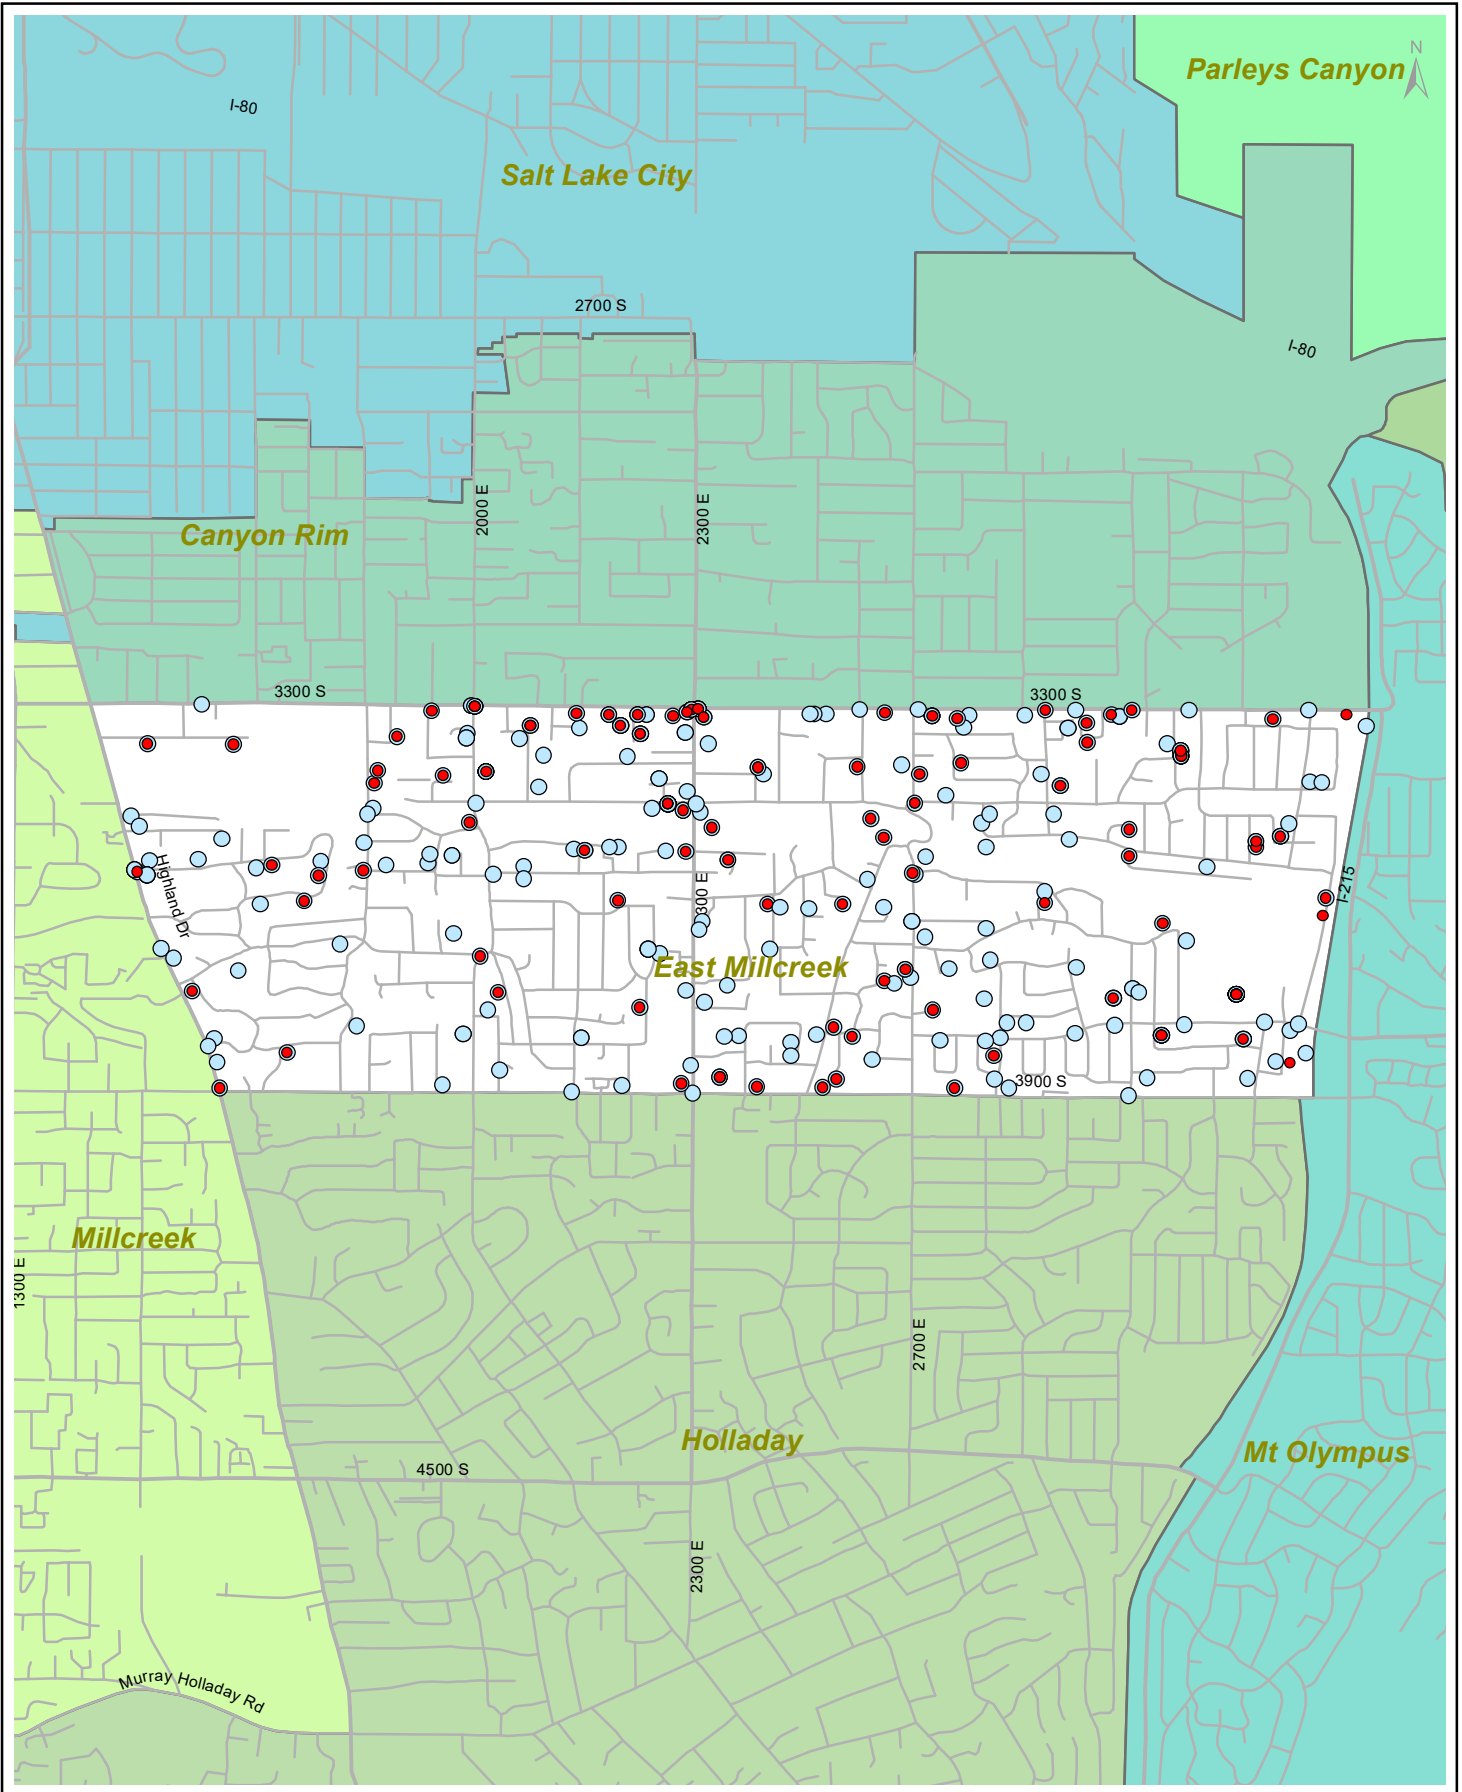 N
Parleys Canyon
I-80
Salt Lake City
2700 S
I-80
2000 E
2300 E
Canyon Rim
3300 S
3300 S
Highland Dr
300 E
I-215
East Millcreek
3900 S
Millcreek
1300 E
2700 E
Holladay
Mt Olympus
4500 S
2300 E
Murray Holladay Rd